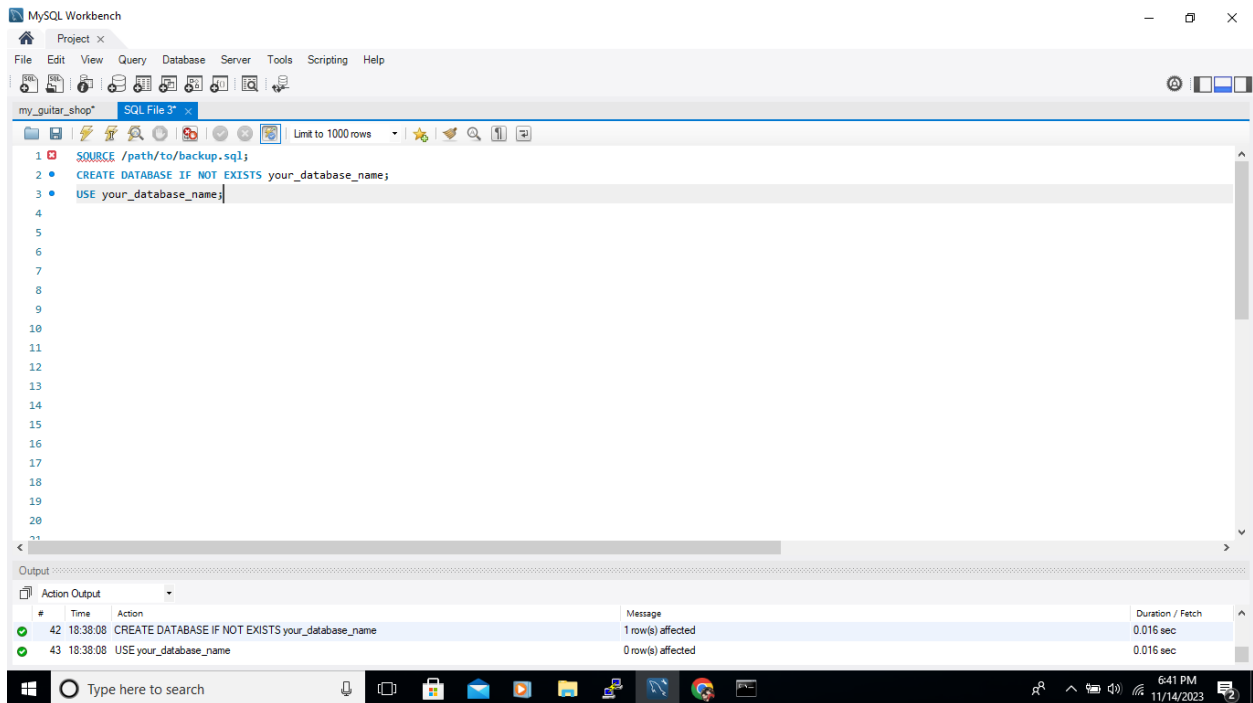 MySQL Workbench
Project
File Edit View Query Database Server Tools Scripting Help
my_guitar_shop* SQL File 3*
Limit to 1000 rows
1 SOURCE /path/to/backup.sql;
2 CREATE DATABASE IF NOT EXISTS your_database_name;
3 USE your_database_name;
4
5
6
7
8
9
10
11
12
13
14
15
16
17
18
19
20
21
Output
Action Output
# Time Action Message Duration / Fetch
42 18:38:08 CREATE DATABASE IF NOT EXISTS your_database_name 1 row(s) affected 0.016 sec
43 18:38:08 USE your_database_name 0 row(s) affected 0.016 sec
Type here to search
6:41 PM
11/14/2023
2